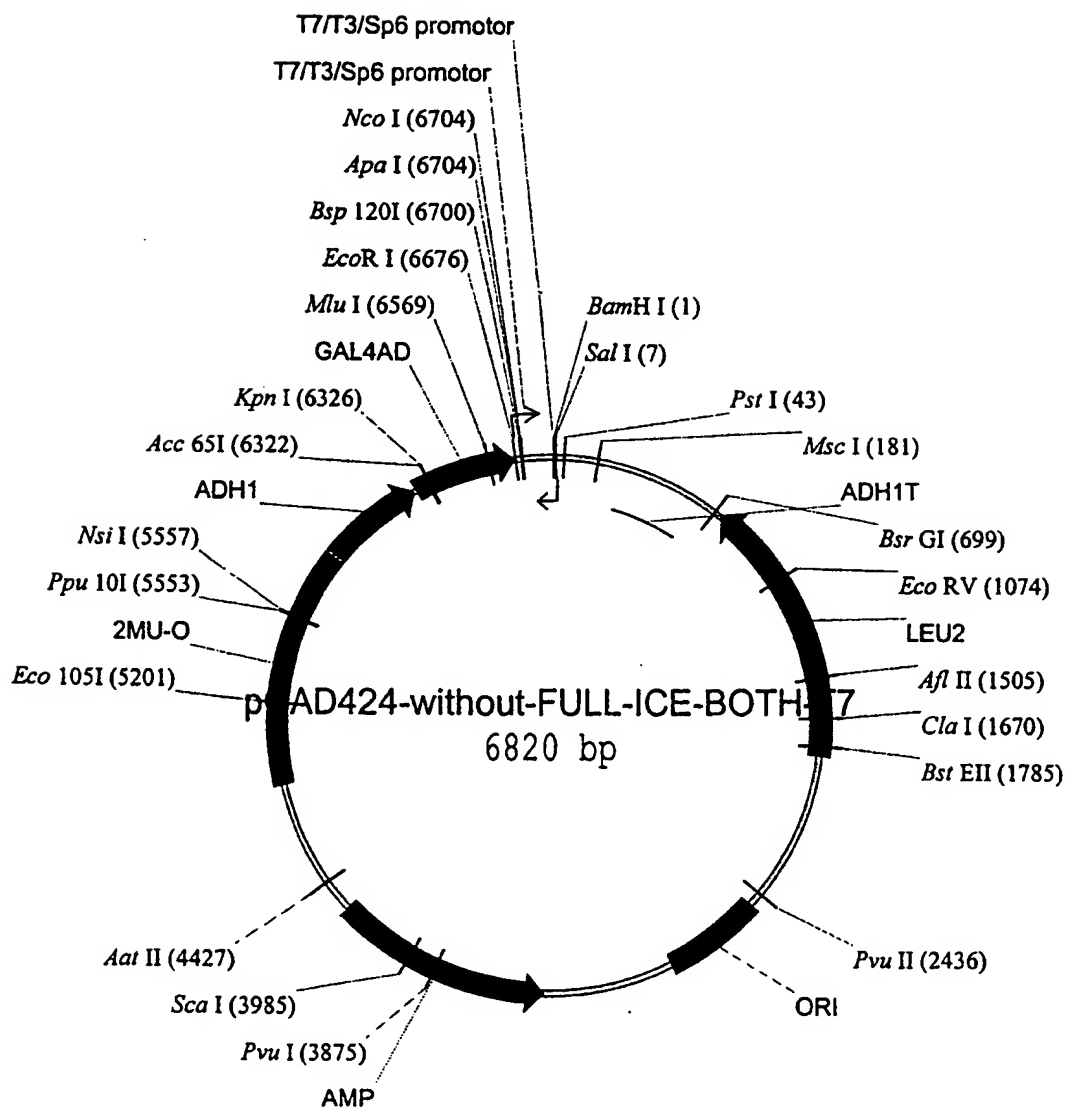 T7/T3/Sp6 promotor
T7/T3/Sp6 promotor
Nco I (6704)
Apa I (6704)
Bsp 120I (6700)
EcoR I (6676)
Mlu I (6569)
GAL4AD
Kpn I (6326)
Acc 65I (6322)
ADH1
Nsi I (5557)
Ppu 10I (5553)
2MU-O
Eco 105I (5201)
BamH I (1)
Sal I (7)
Pst I (43)
Msc I (181)
ADH1T
Bsr GI (699)
Eco RV (1074)
LEU2
Afl II (1505)
Cla I (1670)
Bst EII (1785)
pGAD424-without-FULL-ICE-BOTH-T7
6820 bp
Pvu II (2436)
ORI
Aat II (4427)
Sca I (3985)
Pvu I (3875)
AMP